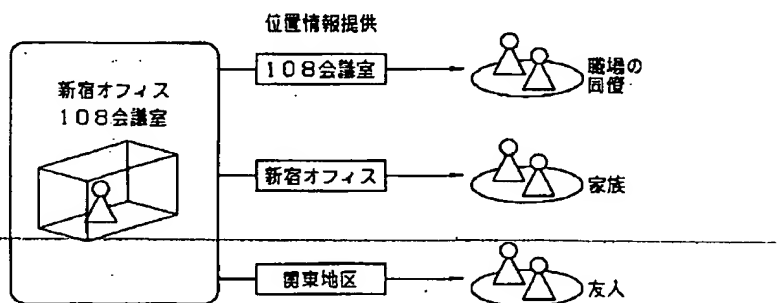 位置情報提供
新宿オフィス
108会議室
108会議室
職場の
同僚
新宿オフィス
家族
関東地区
友人